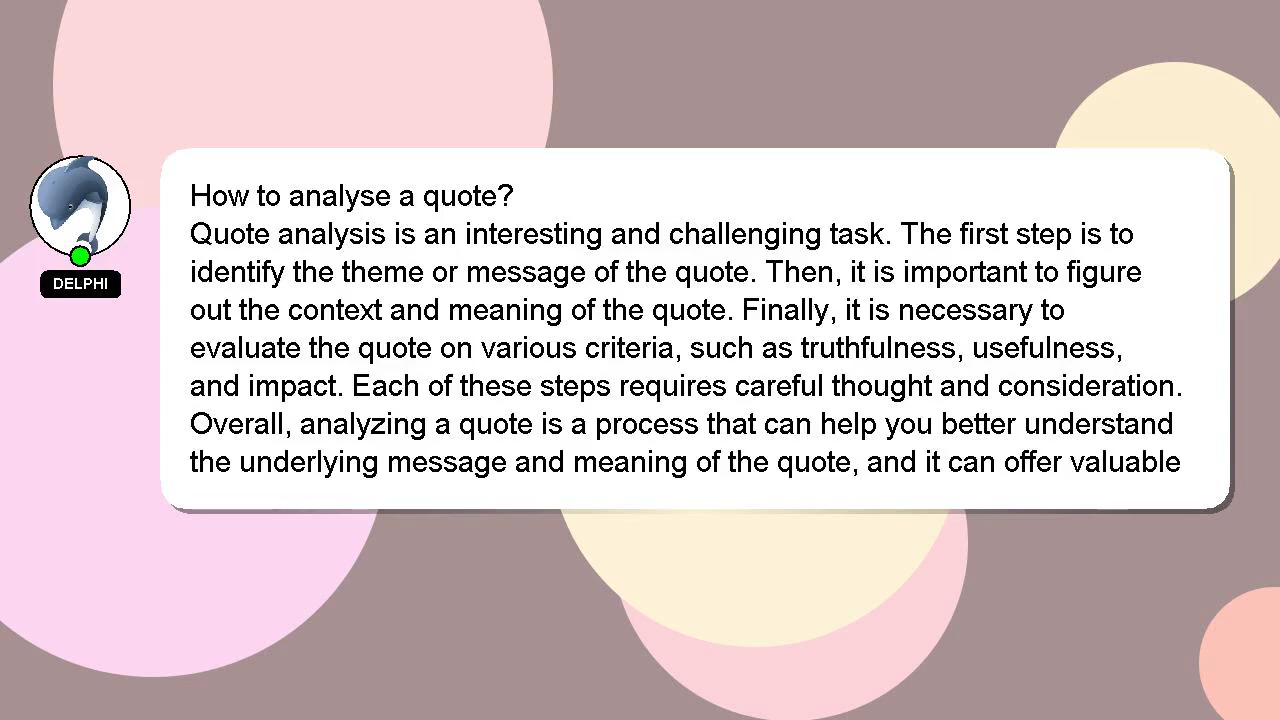 DELPHI
How to analyse a quote?
Quote analysis is an interesting and challenging task. The first step is to
identify the theme or message of the quote. Then, it is important to figure
out the context and meaning of the quote. Finally, it is necessary to
evaluate the quote on various criteria, such as truthfulness, usefulness,
and impact. Each of these steps requires careful thought and consideration.
Overall, analyzing a quote is a process that can help you better understand
the underlying message and meaning of the quote, and it can offer valuable